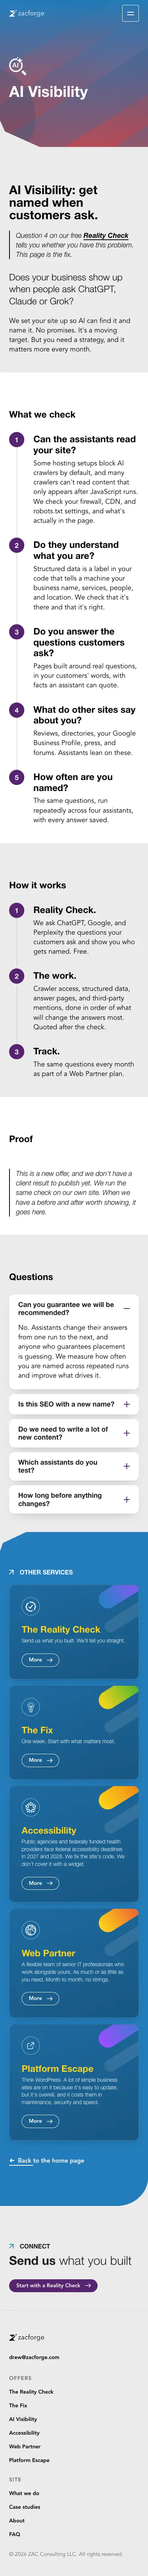 zacforge
AI
AI Visibility
AI Visibility: get
named when
customers ask.
Question 4 on our free Reality Check
tells you whether you have this problem.
This page is the fix.
Does your business show up
when people ask ChatGPT,
Claude or Grok?
We set your site up so AI can find it and
name it. No promises. It's a moving
target. But you need a strategy, and it
matters more every month.
What we check
1
Can the assistants read
your site?
Some hosting setups block AI
crawlers by default, and many
crawlers can't read content that
only appears after JavaScript runs.
We check your firewall, CDN, and
robots.txt settings, and what's
actually in the page.
2
Do they understand
what you are?
Structured data is a label in your
code that tells a machine your
business name, services, people,
and location. We check that it's
there and that it's right.
3
Do you answer the
questions customers
ask?
Pages built around real questions,
in your customers' words, with
facts an assistant can quote.
4
What do other sites say
about you?
Reviews, directories, your Google
Business Profile, press, and
forums. Assistants lean on these.
5
How often are you
named?
The same questions, run
repeatedly across four assistants,
with every answer saved.
How it works
1
Reality Check.
We ask ChatGPT, Google, and
Perplexity the questions your
customers ask and show you who
gets named. Free.
2
The work.
Crawler access, structured data,
answer pages, and third-party
mentions, done in order of what
will change the answers most.
Quoted after the check.
3
Track.
The same questions every month
as part of a Web Partner plan.
Proof
This is a new offer, and we don't have a
client result to publish yet. We run the
same check on our own site. When we
have a before and after worth showing, it
goes here.
Questions
Can you guarantee we will be
recommended?
No. Assistants change their answers
from one run to the next, and
anyone who guarantees placement
is guessing. We measure how often
you are named across repeated runs
and improve what drives it.
Is this SEO with a new name?
Do we need to write a lot of
new content?
Which assistants do you
test?
How long before anything
changes?
OTHER SERVICES
The Reality Check
Send us what you built. We'll tell you straight.
More
The Fix
One week. Start with what matters most.
More
Accessibility
Public agencies and federally funded health
providers face federal accessibility deadlines
in 2027 and 2028. We fix the site's code. We
don't cover it with a widget.
More
Web Partner
A flexible team of senior IT professionals who
work alongside yours. As much or as little as
you need. Month to month, no strings.
More
Platform Escape
Think WordPress. A lot of simple business
sites are on it because it's easy to update,
but it's overkill, and it costs them in
maintenance, security and speed.
More
Back to the home page
CONNECT
Send us what you built
Start with a Reality Check
zacforge
drew@zacforge.com
OFFERS
The Reality Check
The Fix
AI Visibility
Accessibility
Web Partner
Platform Escape
SITE
What we do
Case studies
About
FAQ
© 2026 ZAC Consulting LLC. All rights reserved.